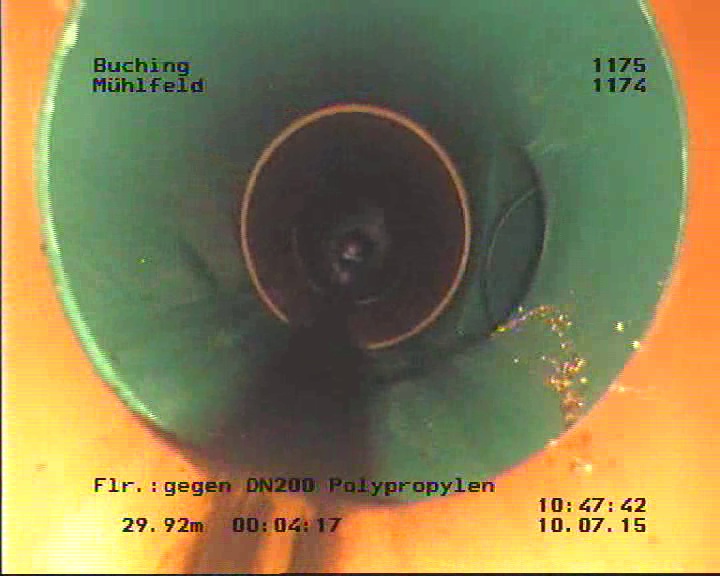 Buching 1175
Mühlfeld 1174
Flr.:gegen DN200 Polypropylen
10:47:42
29.92m 00:04:17 10.07.15